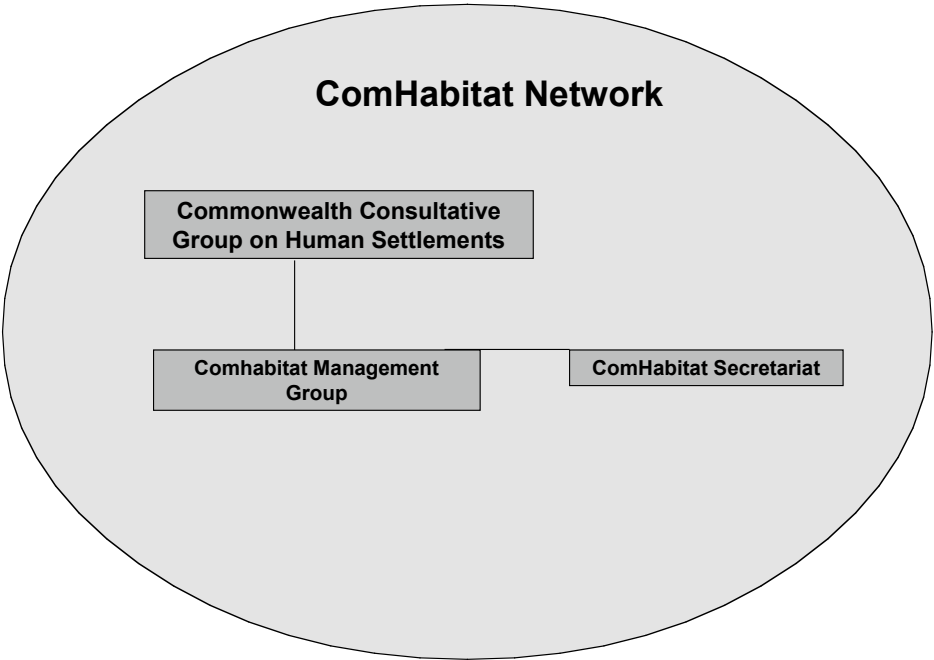 ComHabitat Network
Commonwealth Consultative
Group on Human Settlements
Comhabitat Management
Group
ComHabitat Secretariat